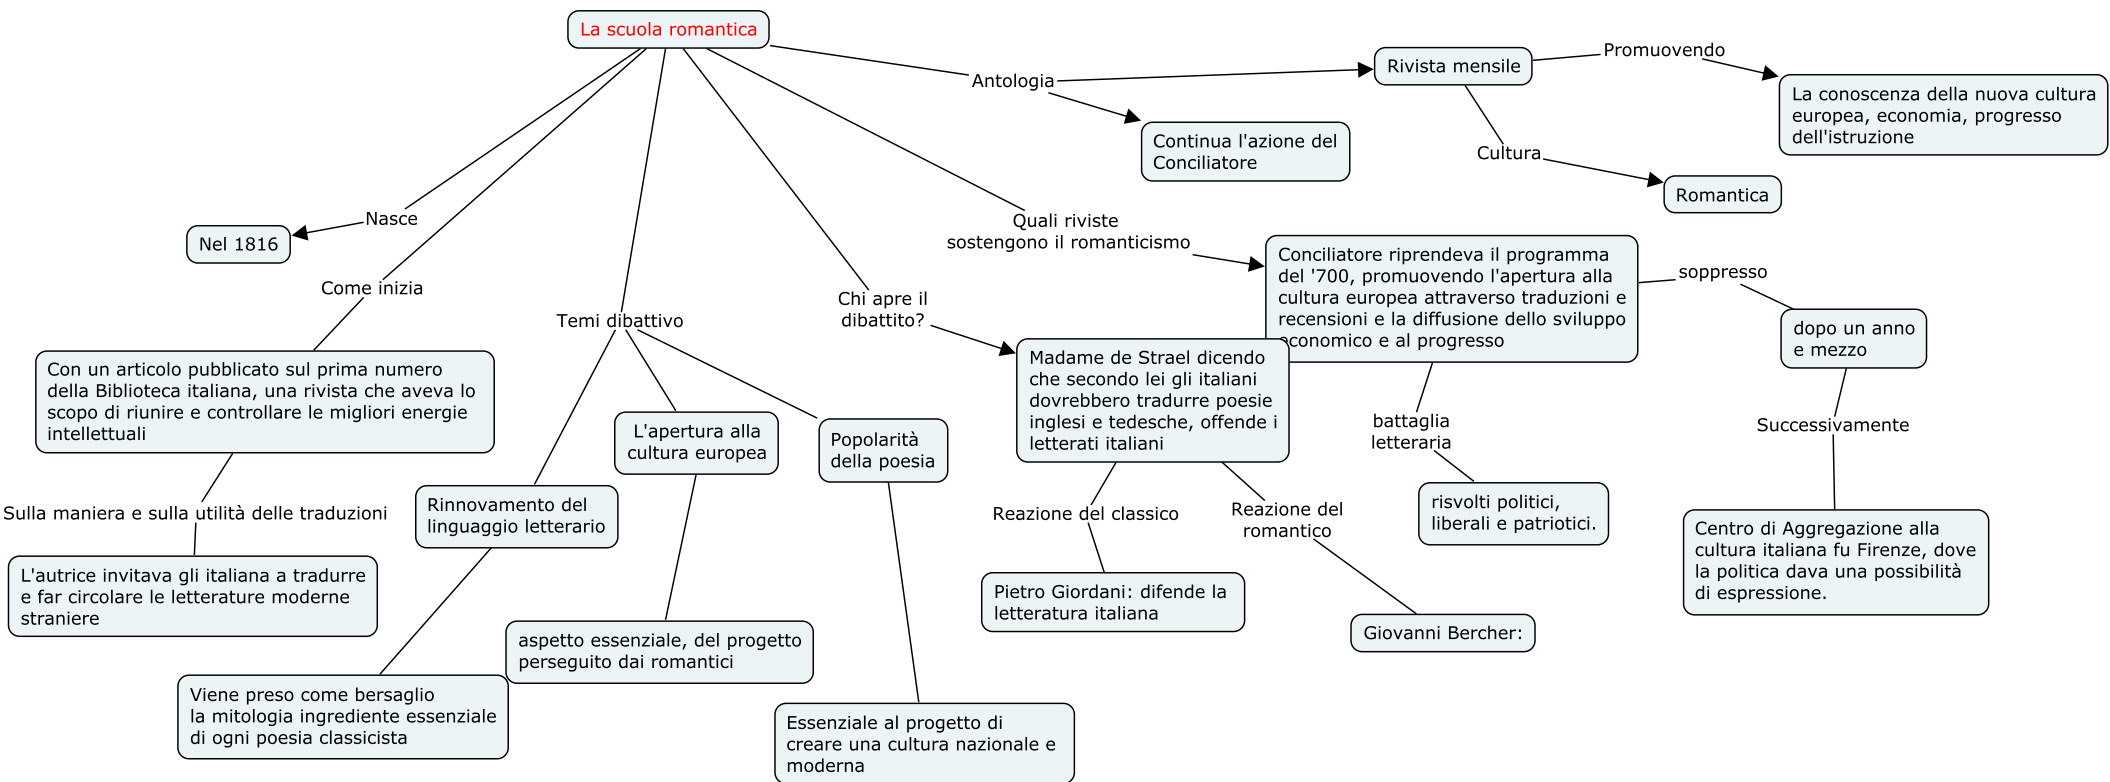 La scuola romantica
Antologia
Rivista mensile
Promuovendo
La conoscenza della nuova cultura
europea, economia, progresso
dell'istruzione
Continua l'azione del
Conciliatore
Cultura
Romantica
Nasce
Nel 1816
Come inizia
Con un articolo pubblicato sul prima numero
della Biblioteca italiana, una rivista che aveva lo
scopo di riunire e controllare le migliori energie
intellettuali
Sulla maniera e sulla utilità delle traduzioni
L'autrice invitava gli italiana a tradurre
e far circolare le letterature moderne
straniere
Temi dibattivo
Rinnovamento del
linguaggio letterario
Viene preso come bersaglio
la mitologia ingrediente essenziale
di ogni poesia classicista
L'apertura alla
cultura europea
aspetto essenziale, del progetto
perseguito dai romantici
Popolarità
della poesia
Essenziale al progetto di
creare una cultura nazionale e
moderna
Chi apre il
dibattito?
Madame de Strael dicendo
che secondo lei gli italiani
dovrebbero tradurre poesie
inglesi e tedesche, offende i
letterati italiani
Reazione del classico
Pietro Giordani: difende la
letteratura italiana
Reazione del
romantico
Giovanni Bercher:
Quali riviste
sostengono il romanticismo
Conciliatore riprendeva il programma
del '700, promuovendo l'apertura alla
cultura europea attraverso traduzioni e
recensioni e la diffusione dello sviluppo
economico e al progresso
battaglia
letteraria
risvolti politici,
liberali e patriotici.
soppresso
dopo un anno
e mezzo
Successivamente
Centro di Aggregazione alla
cultura italiana fu Firenze, dove
la politica dava una possibilità
di espressione.